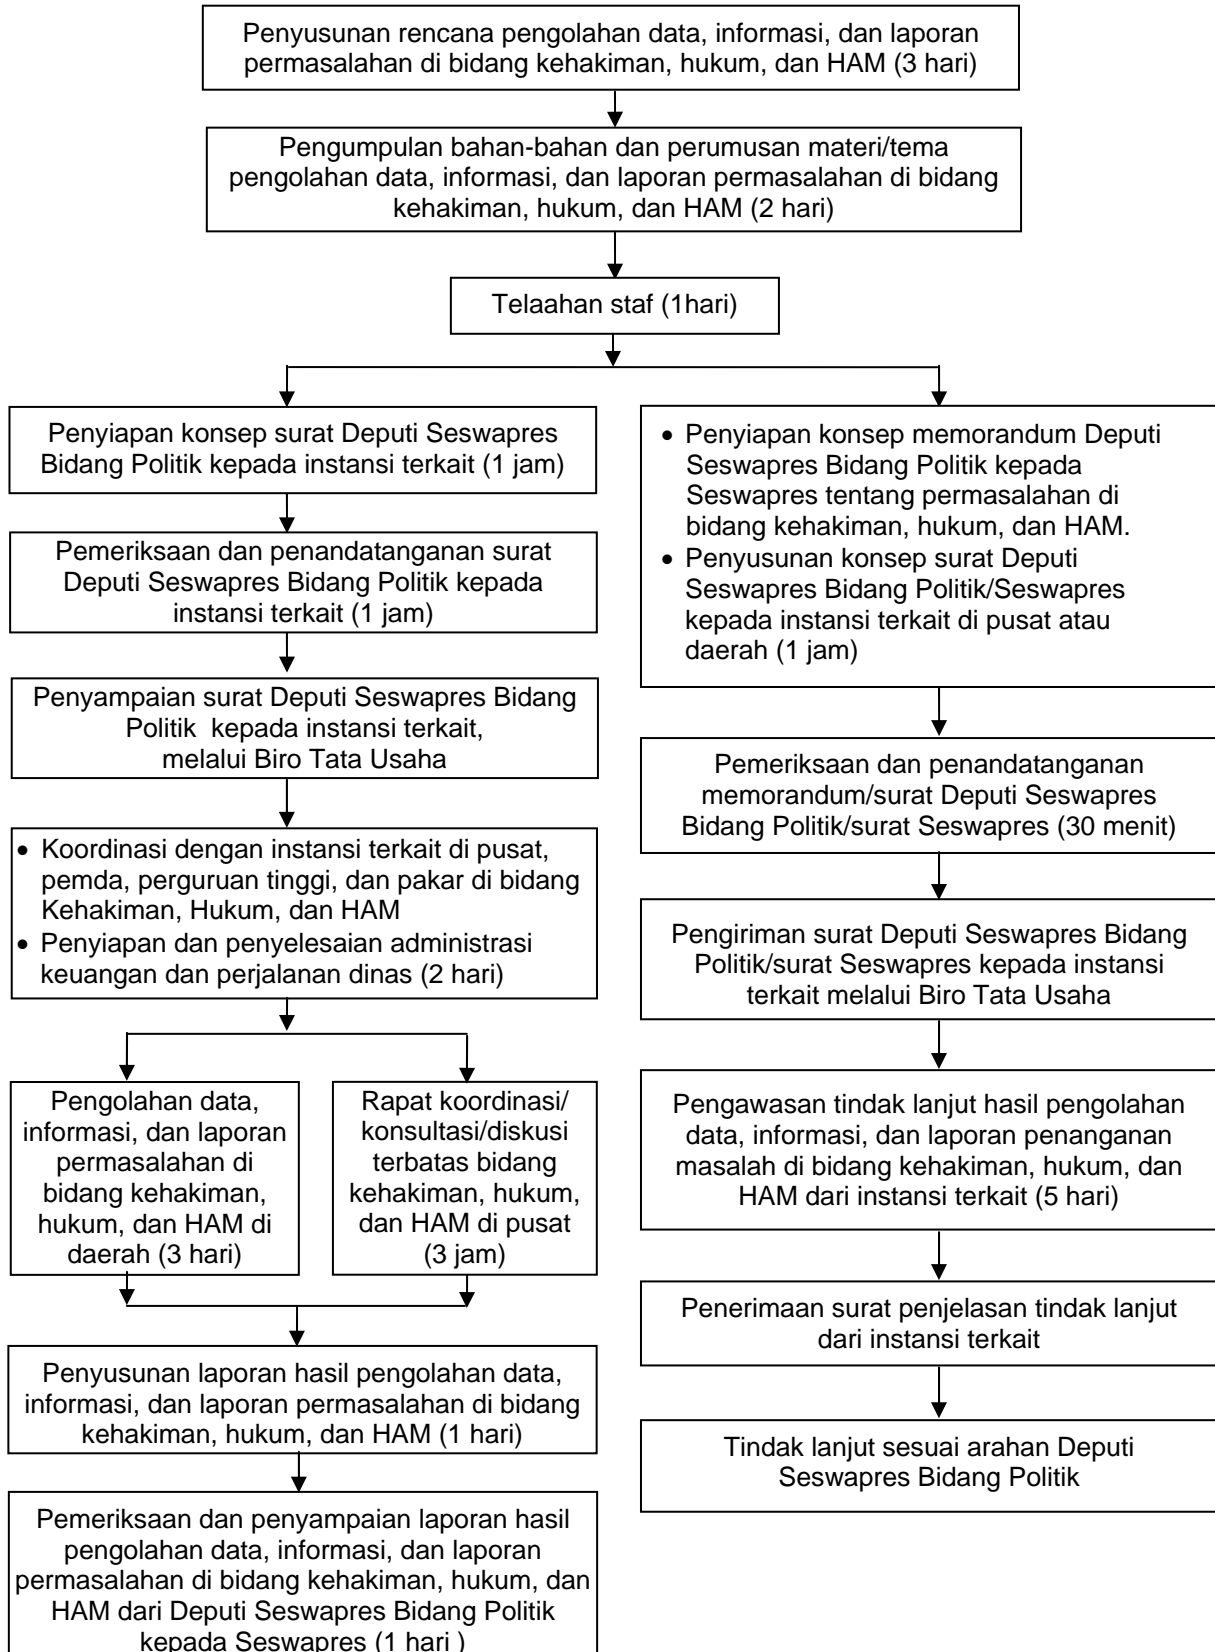 Penyusunan rencana pengolahan data, informasi, dan laporan
permasalahan di bidang kehakiman, hukum, dan HAM (3 hari)
Pengumpulan bahan-bahan dan perumusan materi/tema
pengolahan data, informasi, dan laporan permasalahan di bidang
kehakiman, hukum, dan HAM (2 hari)
Telaahan staf (1hari)
Penyiapan konsep surat Deputi Seswapres
Bidang Politik kepada instansi terkait (1 jam)
Pemeriksaan dan penandatanganan surat
Deputi Seswapres Bidang Politik kepada
instansi terkait (1 jam)
Penyampaian surat Deputi Seswapres Bidang
Politik  kepada instansi terkait,
melalui Biro Tata Usaha
• Koordinasi dengan instansi terkait di pusat,
pemda, perguruan tinggi, dan pakar di bidang
Kehakiman, Hukum, dan HAM
• Penyiapan dan penyelesaian administrasi
keuangan dan perjalanan dinas (2 hari)
Pengolahan data,
informasi, dan laporan
permasalahan di
bidang kehakiman,
hukum, dan HAM di
daerah (3 hari)
Rapat koordinasi/
konsultasi/diskusi
terbatas bidang
kehakiman, hukum,
dan HAM di pusat
(3 jam)
Penyusunan laporan hasil pengolahan data,
informasi, dan laporan permasalahan di bidang
kehakiman, hukum, dan HAM (1 hari)
Pemeriksaan dan penyampaian laporan hasil
pengolahan data, informasi, dan laporan
permasalahan di bidang kehakiman, hukum, dan
HAM dari Deputi Seswapres Bidang Politik
kepada Seswapres (1 hari )
• Penyiapan konsep memorandum Deputi
Seswapres Bidang Politik kepada
Seswapres tentang permasalahan di
bidang kehakiman, hukum, dan HAM.
• Penyusunan konsep surat Deputi
Seswapres Bidang Politik/Seswapres
kepada instansi terkait di pusat atau
daerah (1 jam)
Pemeriksaan dan penandatanganan
memorandum/surat Deputi Seswapres
Bidang Politik/surat Seswapres (30 menit)
Pengiriman surat Deputi Seswapres Bidang
Politik/surat Seswapres kepada instansi
terkait melalui Biro Tata Usaha
Pengawasan tindak lanjut hasil pengolahan
data, informasi, dan laporan penanganan
masalah di bidang kehakiman, hukum, dan
HAM dari instansi terkait (5 hari)
Penerimaan surat penjelasan tindak lanjut
dari instansi terkait
Tindak lanjut sesuai arahan Deputi
Seswapres Bidang Politik